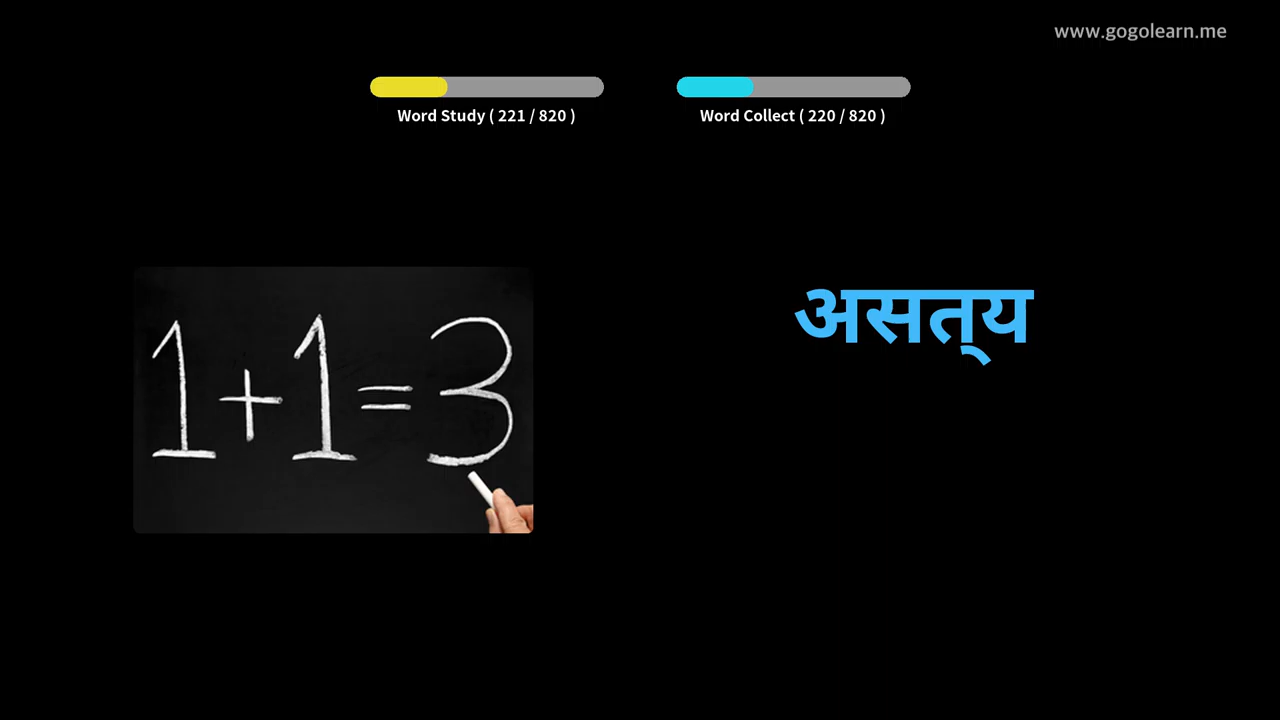 www.gogolearn.me
Word Study ( 221 / 820 )
Word Collect ( 220 / 820 )
असत्‌य
1+1=3